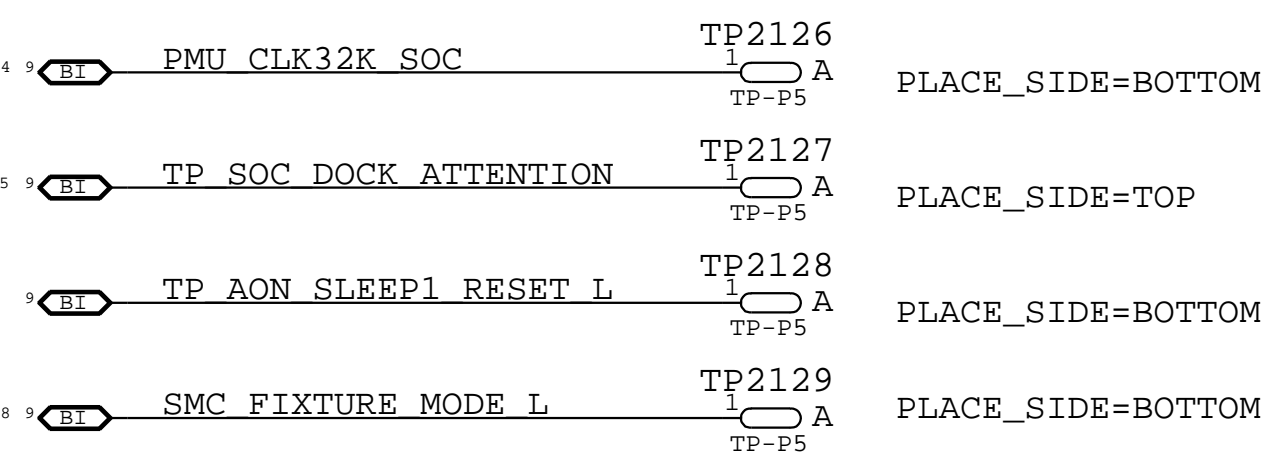 TP2126
4 9 BI PMU_CLK32K_SOC 1 A PLACE_SIDE=BOTTOM
TP-P5
TP2127
5 9 BI TP_SOC_DOCK_ATTENTION 1 A PLACE_SIDE=TOP
TP-P5
TP2128
9 BI TP_AON_SLEEP1_RESET_L 1 A PLACE_SIDE=BOTTOM
TP-P5
TP2129
8 9 BI SMC_FIXTURE_MODE_L 1 A PLACE_SIDE=BOTTOM
TP-P5